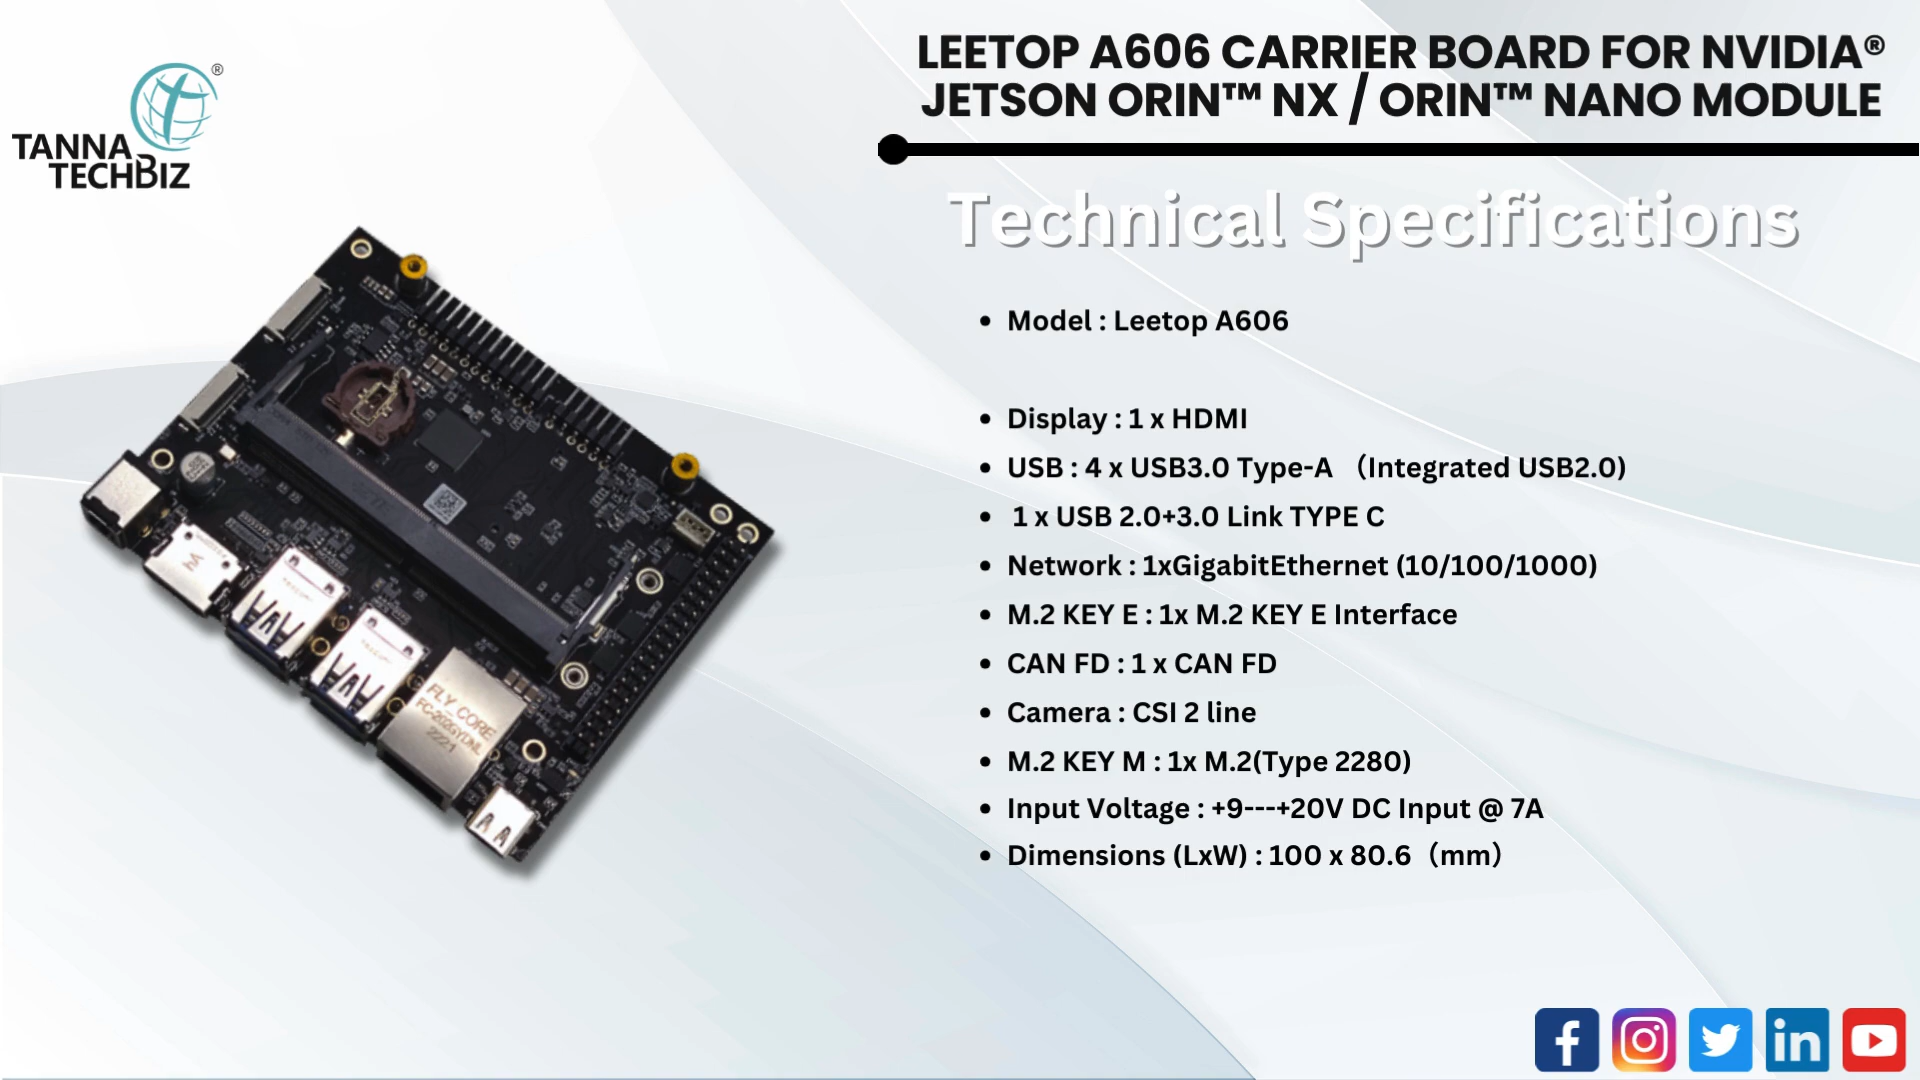 TANNA
TECHBIZ
®
LEETOP A606 CARRIER BOARD FOR NVIDIA®
JETSON ORIN™ NX / ORIN™ NANO MODULE
Technical Specifications
• Model : Leetop A606
• Display : 1 x HDMI
• USB : 4 x USB3.0 Type-A （Integrated USB2.0)
• 1 x USB 2.0+3.0 Link TYPE C
• Network : 1xGigabitEthernet (10/100/1000)
• M.2 KEY E : 1x M.2 KEY E Interface
• CAN FD : 1 x CAN FD
• Camera : CSI 2 line
• M.2 KEY M : 1x M.2(Type 2280)
• Input Voltage : +9---+20V DC Input @ 7A
• Dimensions (LxW) : 100 x 80.6（mm）
FLY CORE
2221
f
in